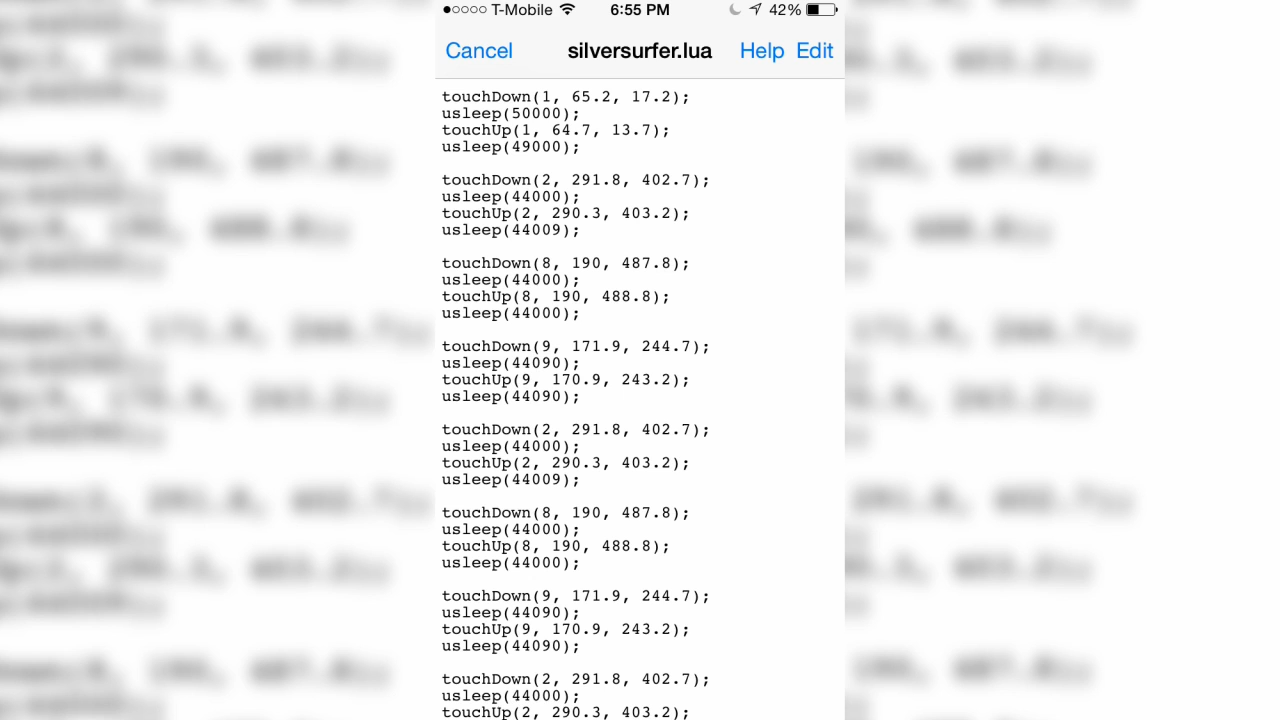 T-Mobile 6:55 PM 42%
Cancel silversurfer.lua Help Edit
touchDown(1, 65.2, 17.2);
usleep(50000);
touchUp(1, 64.7, 13.7);
usleep(49000);
touchDown(2, 291.8, 402.7);
usleep(44000);
touchUp(2, 290.3, 403.2);
usleep(44009);
touchDown(8, 190, 487.8);
usleep(44000);
touchUp(8, 190, 488.8);
usleep(44000);
touchDown(9, 171.9, 244.7);
usleep(44090);
touchUp(9, 170.9, 243.2);
usleep(44090);
touchDown(2, 291.8, 402.7);
usleep(44000);
touchUp(2, 290.3, 403.2);
usleep(44009);
touchDown(8, 190, 487.8);
usleep(44000);
touchUp(8, 190, 488.8);
usleep(44000);
touchDown(9, 171.9, 244.7);
usleep(44090);
touchUp(9, 170.9, 243.2);
usleep(44090);
touchDown(2, 291.8, 402.7);
usleep(44000);
touchUp(2, 290.3, 403.2);